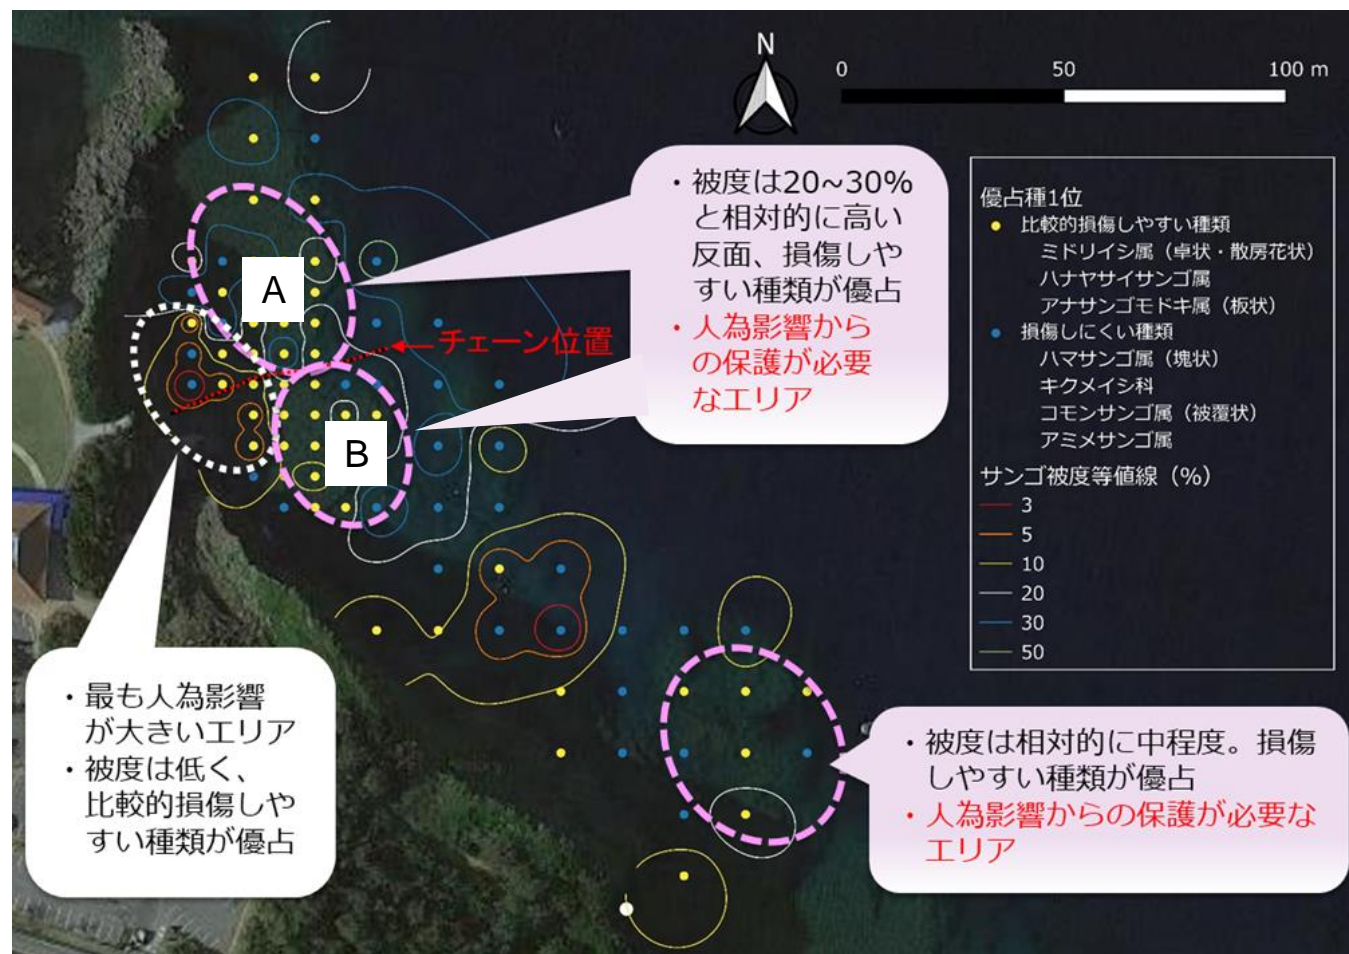 N
0 50 100 m
・被度は20~30%
と相対的に高い
反面、損傷しや
すい種類が優占
・人為影響から
の保護が必要
なエリア
優占種1位
比較的損傷しやすい種類
ミドリイシ属（卓状・散房花状）
ハナヤサイサンゴ属
アナサンゴモドキ属（板状）
損傷しにくい種類
ハマサンゴ属（塊状）
キクメイシ科
コモンサンゴ属（被覆状）
アミメサンゴ属
サンゴ被度等値線（%）
3
5
10
20
30
50
A
チェーン位置
B
・最も人為影響
が大きいエリア
・被度は低く、
比較的損傷しや
すい種類が優占
・被度は相対的に中程度。損傷
しやすい種類が優占
・人為影響からの保護が必要な
エリア